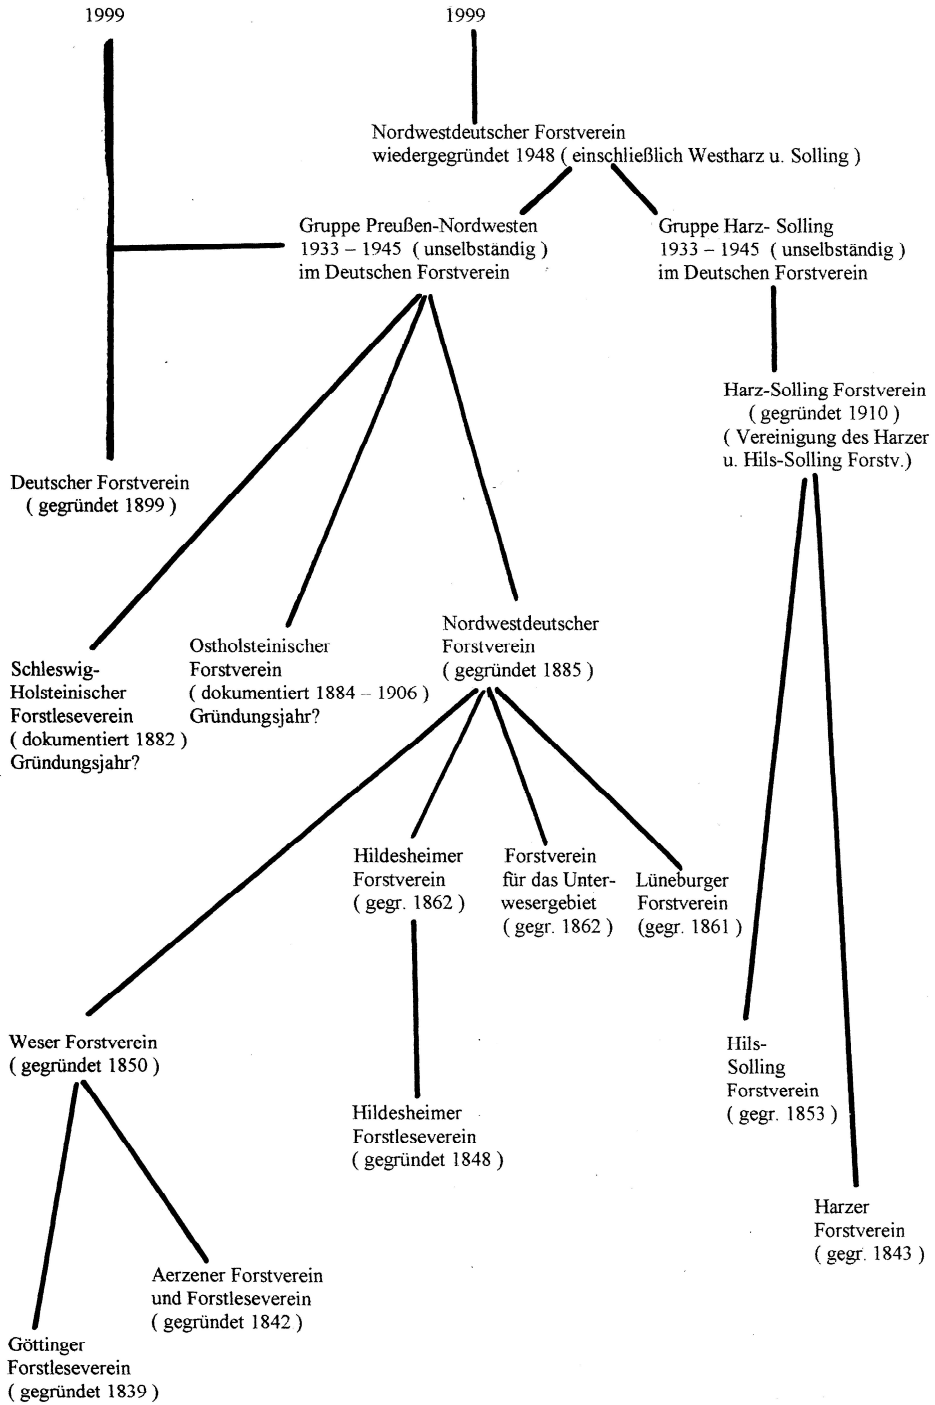 1999
1999
Nordwestdeutscher Forstverein
wiedergegründet 1948 ( einschließlich Westharz u. Solling )
Gruppe Preußen-Nordwesten
1933 – 1945 ( unselbständig )
im Deutschen Forstverein
Gruppe Harz- Solling
1933 – 1945 ( unselbständig )
im Deutschen Forstverein
Harz-Solling Forstverein
( gegründet 1910 )
( Vereinigung des Harzer
u. Hils-Solling Forstv.)
Deutscher Forstverein
( gegründet 1899 )
Schleswig-
Holsteinischer
Forstleseverein
( dokumentiert 1882 )
Gründungsjahr?
Ostholsteinischer
Forstverein
( dokumentiert 1884 – 1906 )
Gründungsjahr?
Nordwestdeutscher
Forstverein
( gegründet 1885 )
Hildesheimer
Forstverein
( gegr. 1862 )
Forstverein
für das Unter-
wesergebiet
( gegr. 1862 )
Lüneburger
Forstverein
(gegr. 1861 )
Weser Forstverein
( gegründet 1850 )
Hildesheimer
Forstleseverein
( gegründet 1848 )
Hils-
Solling
Forstverein
( gegr. 1853 )
Harzer
Forstverein
( gegr. 1843 )
Aerzener Forstverein
und Forstleseverein
( gegründet 1842 )
Göttinger
Forstleseverein
( gegründet 1839 )